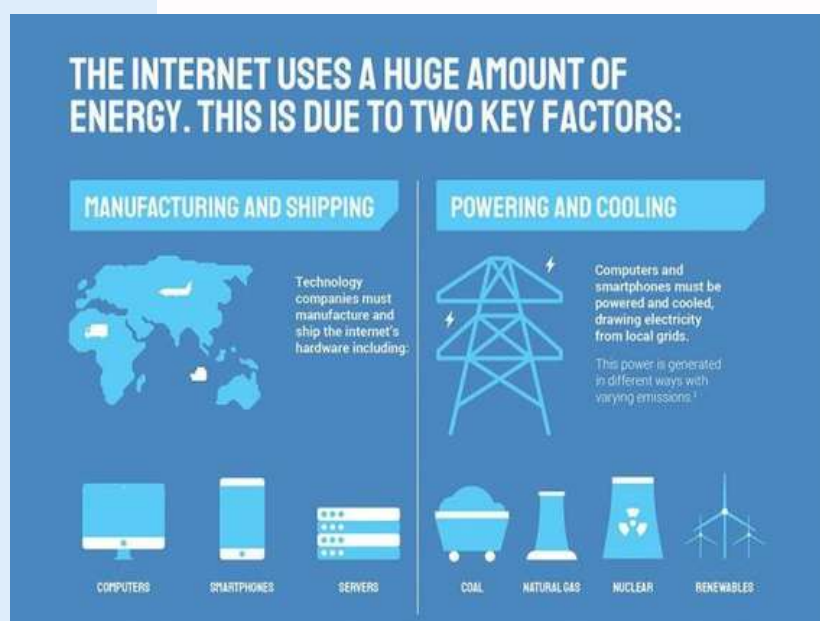 THE INTERNET USES A HUGE AMOUNT OF
ENERGY. THIS IS DUE TO TWO KEY FACTORS:
MANUFACTURING AND SHIPPING
Technology
companies must
manufacture and
ship the internet's
hardware including:
COMPUTERS
SMARTPHONES
SERVERS
POWERING AND COOLING
Computers and
smartphones must be
powered and cooled,
drawing electricity
from local grids.
This power is generated
in different ways with
varying emissions.¹
COAL
NATURAL GAS
NUCLEAR
RENEWABLES